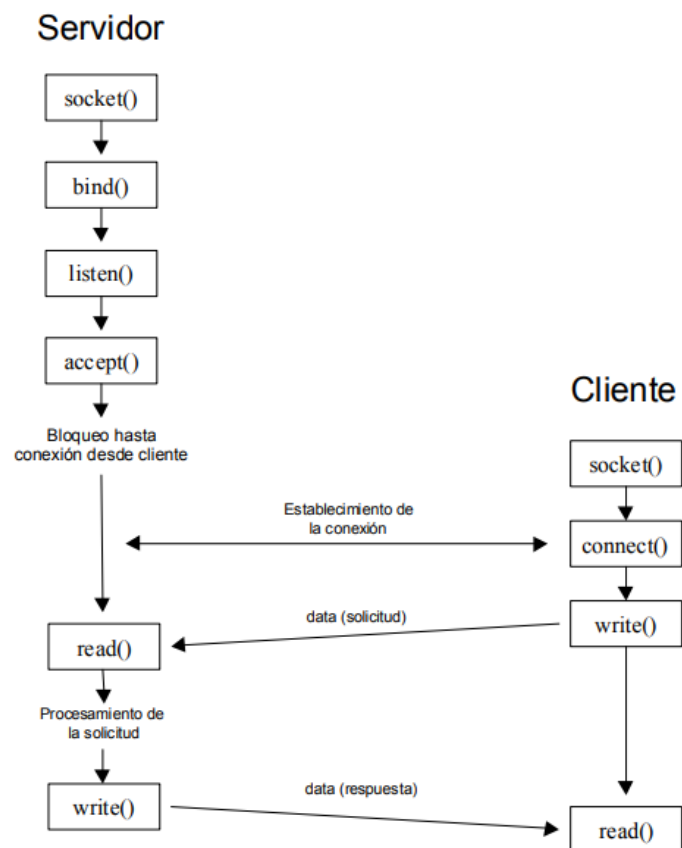 Servidor
socket()
bind()
listen()
accept()
Bloqueo hasta
conexión desde cliente
Cliente
socket()
Establecimiento de
la conexión
connect()
data (solicitud)
write()
read()
Procesamiento de
la solicitud
write()
data (respuesta)
read()